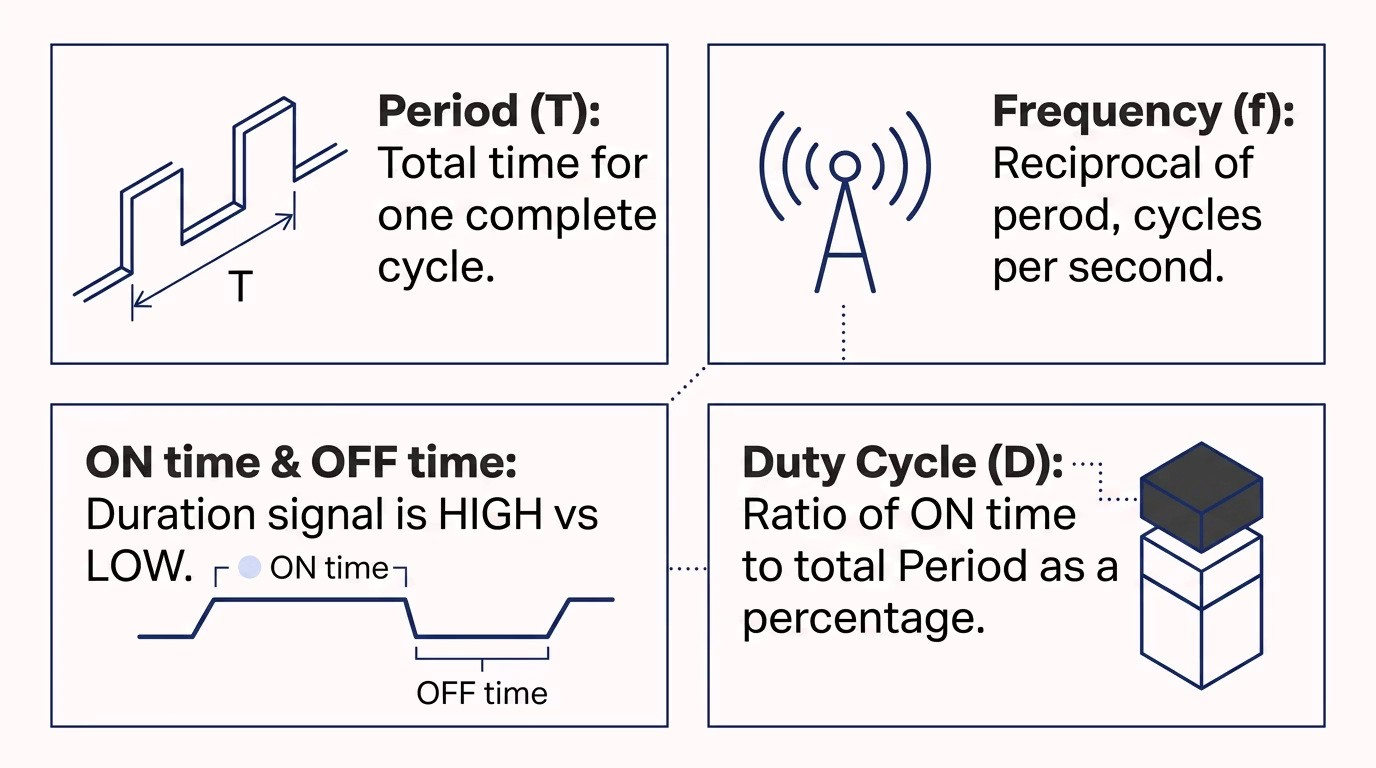 Period (T):
Total time for
one complete
cycle.
T
Frequency (f):
Reciprocal of
perod, cycles
per second.
ON time & OFF time:
Duration signal is HIGH vs
LOW.
ON time
OFF time
Duty Cycle (D):
Ratio of ON time
to total Period as a
percentage.